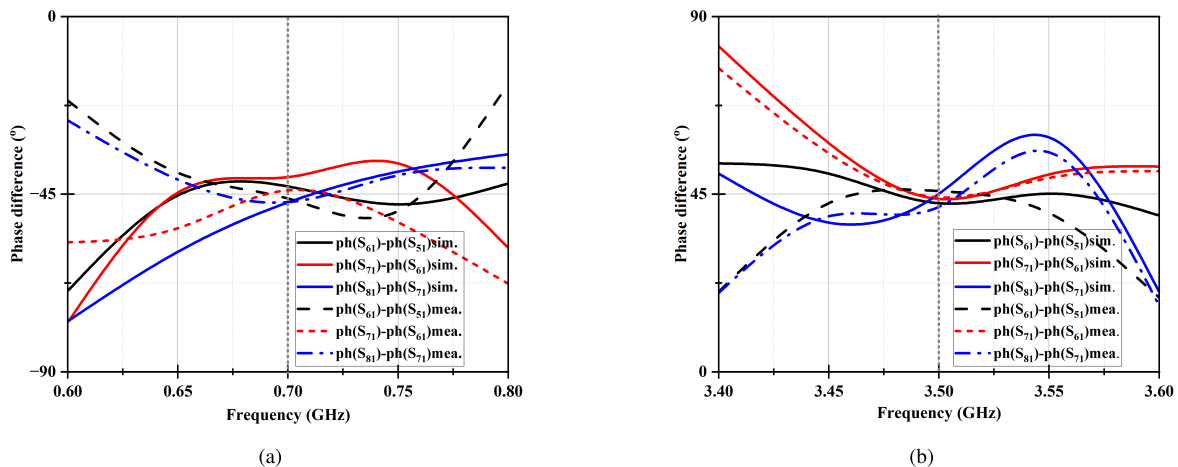 0
−45
−90
Phase difference (°)
0.60 0.65 0.70 0.75 0.80
Frequency (GHz)
ph(S61)-ph(S51)sim.
ph(S71)-ph(S61)sim.
ph(S81)-ph(S71)sim.
ph(S61)-ph(S51)mea.
ph(S71)-ph(S61)mea.
ph(S81)-ph(S71)mea.
(a)
90
45
0
Phase difference (°)
3.40 3.45 3.50 3.55 3.60
Frequency (GHz)
ph(S61)-ph(S51)sim.
ph(S71)-ph(S61)sim.
ph(S81)-ph(S71)sim.
ph(S61)-ph(S51)mea.
ph(S71)-ph(S61)mea.
ph(S81)-ph(S71)mea.
(b)